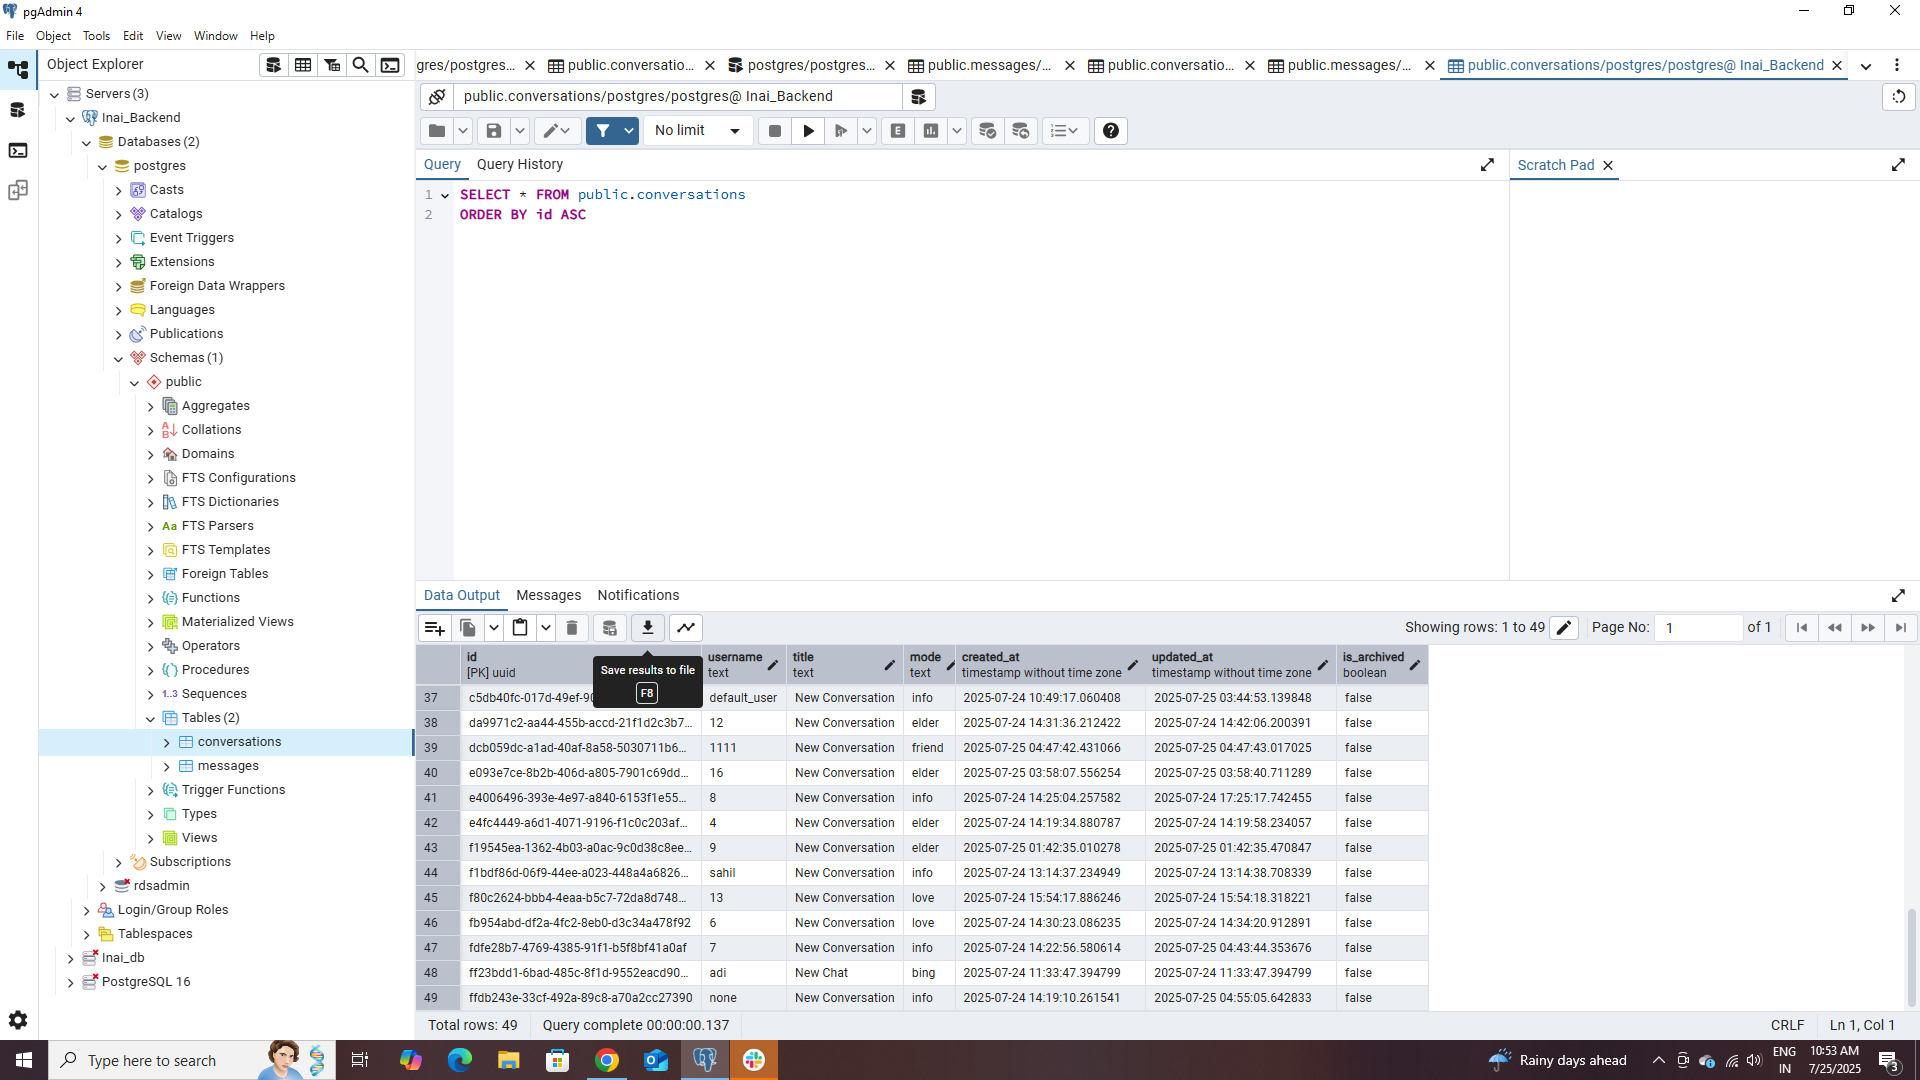 pgAdmin 4
File Object Tools Edit View Window Help
Object Explorer
Servers (3)
Inai_Backend
Databases (2)
postgres
Casts
Catalogs
Event Triggers
Extensions
Foreign Data Wrappers
Languages
Publications
Schemas (1)
public
Aggregates
Collations
Domains
FTS Configurations
FTS Dictionaries
FTS Parsers
FTS Templates
Foreign Tables
Functions
Materialized Views
Operators
Procedures
Sequences
Tables (2)
conversations
messages
Trigger Functions
Types
Views
Subscriptions
rdsadmin
Login/Group Roles
Tablespaces
Inai_db
PostgreSQL 16
gres/postgres... public.conversatio... postgres/postgres... public.messages/... public.conversatio... public.messages/... public.conversations/postgres/postgres@ Inai_Backend
public.conversations/postgres/postgres@ Inai_Backend
No limit
Query Query History
Scratch Pad
1 SELECT * FROM public.conversations
2 ORDER BY id ASC
Data Output Messages Notifications
Showing rows: 1 to 49 Page No: 1 of 1
Save results to file
F8
id username title mode created_at updated_at is_archived
[PK] uuid text text text timestamp without time zone timestamp without time zone boolean
37 c5db40fc-017d-49ef-90 default_user New Conversation info 2025-07-24 10:49:17.060408 2025-07-25 03:44:53.139848 false
38 da9971c2-aa44-455b-accd-21f1d2c3b7... 12 New Conversation elder 2025-07-24 14:31:36.212422 2025-07-24 14:42:06.200391 false
39 dcb059dc-a1ad-40af-8a58-5030711b6... 1111 New Conversation friend 2025-07-25 04:47:42.431066 2025-07-25 04:47:43.017025 false
40 e093e7ce-8b2b-406d-a805-7901c69dd... 16 New Conversation elder 2025-07-25 03:58:07.556254 2025-07-25 03:58:40.711289 false
41 e4006496-393e-4e97-a840-6153f1e55... 8 New Conversation info 2025-07-24 14:25:04.257582 2025-07-24 17:25:17.742455 false
42 e4fc4449-a6d1-4071-9196-f1c0c203af... 4 New Conversation elder 2025-07-24 14:19:34.880787 2025-07-24 14:19:58.234057 false
43 f19545ea-1362-4b03-a0ac-9c0d38c8ee... 9 New Conversation elder 2025-07-25 01:42:35.010278 2025-07-25 01:42:35.470847 false
44 f1bdf86d-06f9-44ee-a023-448a4a6826... sahil New Conversation info 2025-07-24 13:14:37.234949 2025-07-24 13:14:38.708339 false
45 f80c2624-bbb4-4eaa-b5c7-72da8d748... 13 New Conversation love 2025-07-24 15:54:17.886246 2025-07-24 15:54:18.318221 false
46 fb954abd-df2a-4fc2-8eb0-d3c34a478f92 6 New Conversation love 2025-07-24 14:30:23.086235 2025-07-24 14:34:20.912891 false
47 fdfe28b7-4769-4385-91f1-b5f8bf41a0af 7 New Conversation info 2025-07-24 14:22:56.580614 2025-07-25 04:43:44.353676 false
48 ff23bdd1-6bad-485c-8f1d-9552eacd90... adi New Chat bing 2025-07-24 11:33:47.394799 2025-07-24 11:33:47.394799 false
49 ffdb243e-33cf-492a-89c8-a70a2cc27390 none New Conversation info 2025-07-24 14:19:10.261541 2025-07-25 04:55:05.642833 false
Total rows: 49 Query complete 00:00:00.137 CRLF Ln 1, Col 1
Type here to search
Rainy days ahead
ENG
IN
10:53 AM
7/25/2025
3